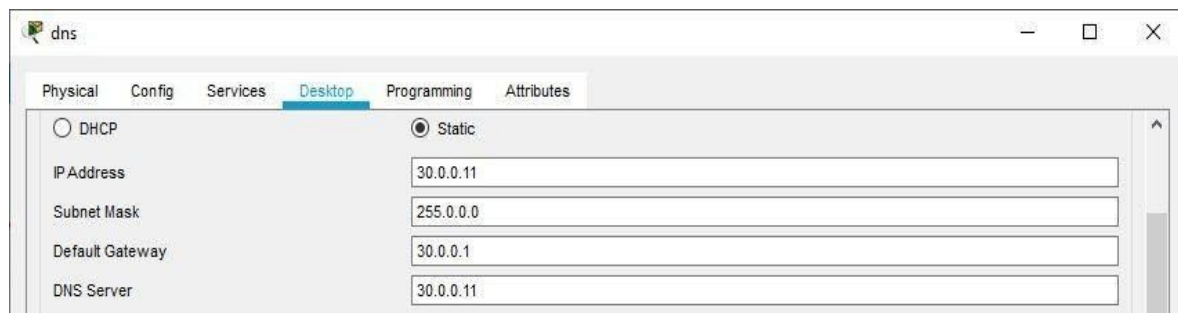 dns
Physical Config Services Desktop Programming Attributes
DHCP Static
IP Address 30.0.0.11
Subnet Mask 255.0.0.0
Default Gateway 30.0.0.1
DNS Server 30.0.0.11